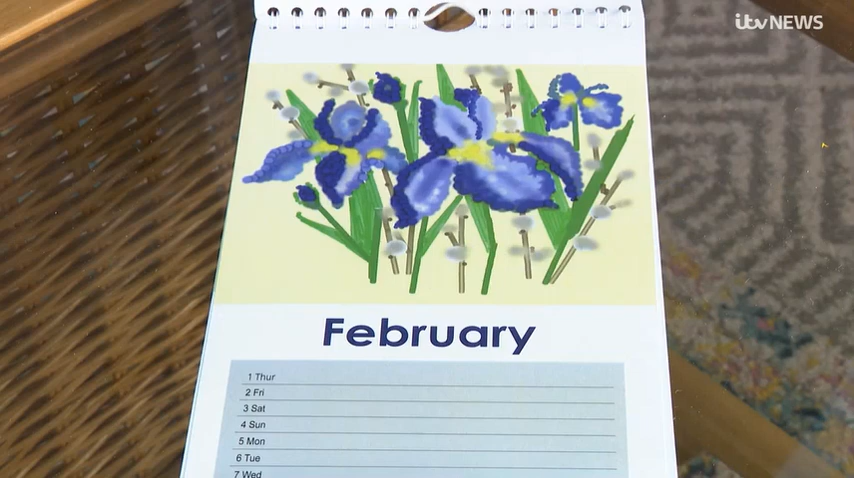 itv NEWS
February
1 Thur
2 Fri
3 Sat
4 Sun
5 Mon
6 Tue
7 Wed